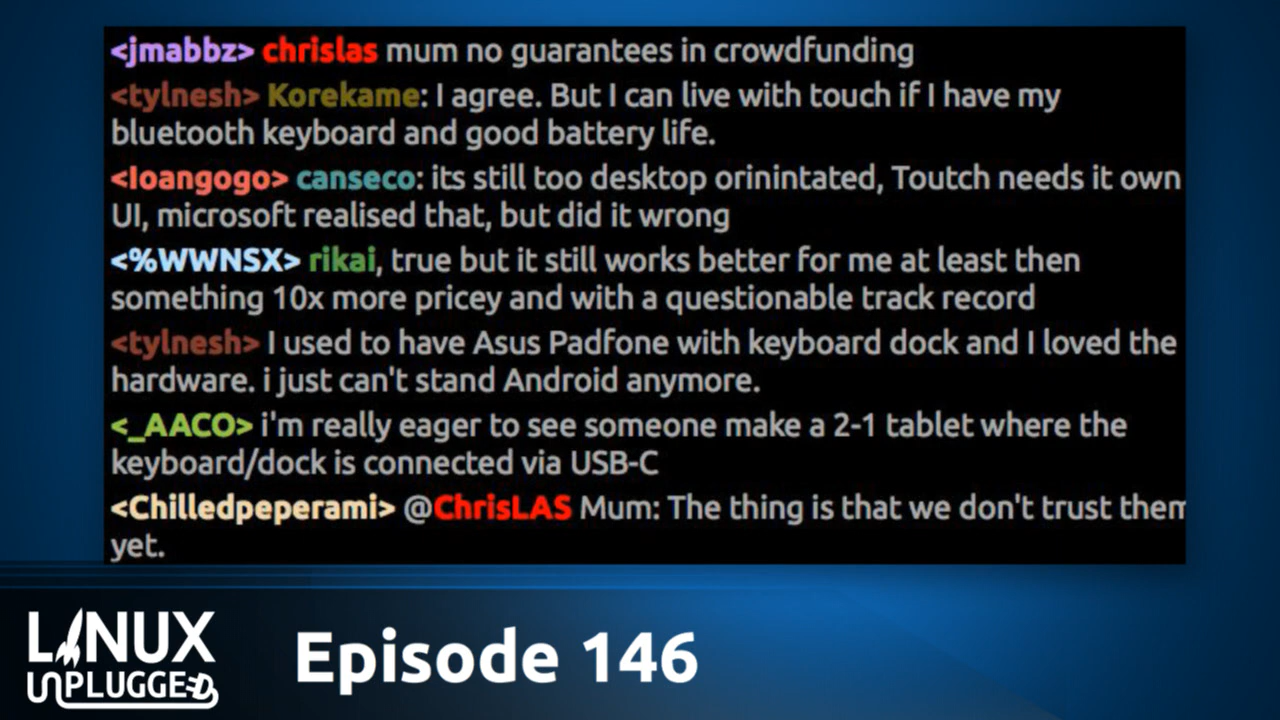 <jmabbz> chrislas mum no guarantees in crowdfunding
<tylnesh> Korekame: I agree. But I can live with touch if I have my
bluetooth keyboard and good battery life.
<Ioangogo> canseco: its still too desktop orinintated, Toutch needs it own
UI, microsoft realised that, but did it wrong
<%WWNSX> rikai, true but it still works better for me at least then
something 10x more pricey and with a questionable track record
<tylnesh> I used to have Asus Padfone with keyboard dock and I loved the
hardware. i just can't stand Android anymore.
<_AACO> i'm really eager to see someone make a 2-1 tablet where the
keyboard/dock is connected via USB-C
<Chilledpeperami> @ChrisLAS Mum: The thing is that we don't trust them
yet.
LINUX
UNPLUGGED
Episode 146